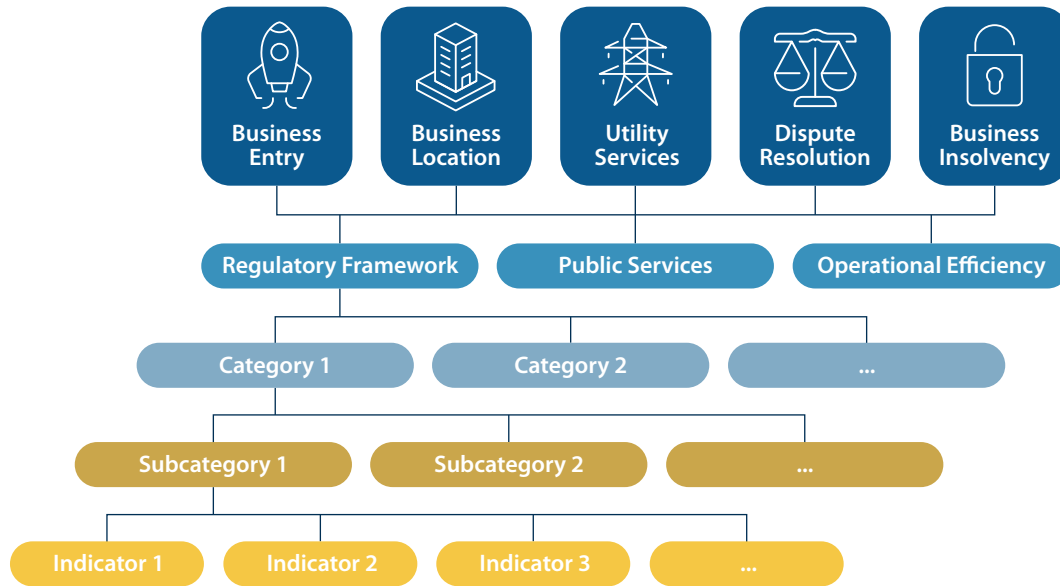 Business
Entry
Business
Location
Utility
Services
Dispute
Resolution
Business
Insolvency
Regulatory Framework
Public Services
Operational Efficiency
Category 1
Category 2
...
Subcategory 1
Subcategory 2
...
Indicator 1
Indicator 2
Indicator 3
...